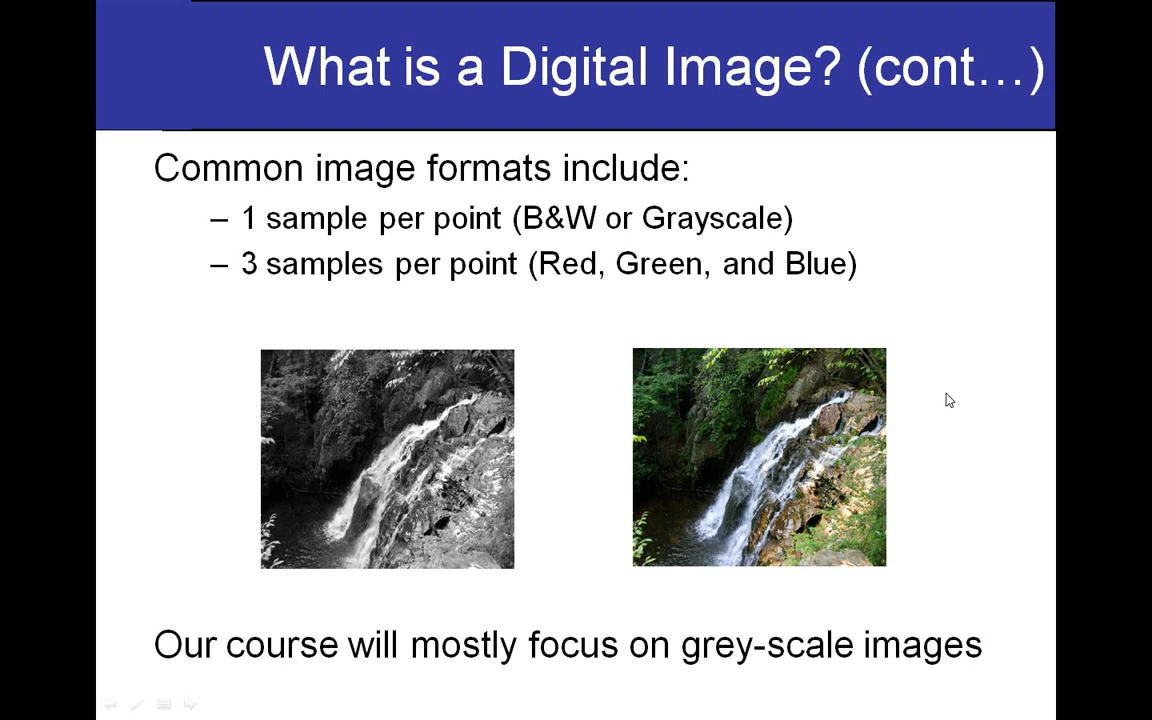 What is a Digital Image? (cont…)
Common image formats include:
– 1 sample per point (B&W or Grayscale)
– 3 samples per point (Red, Green, and Blue)
Our course will mostly focus on grey-scale images